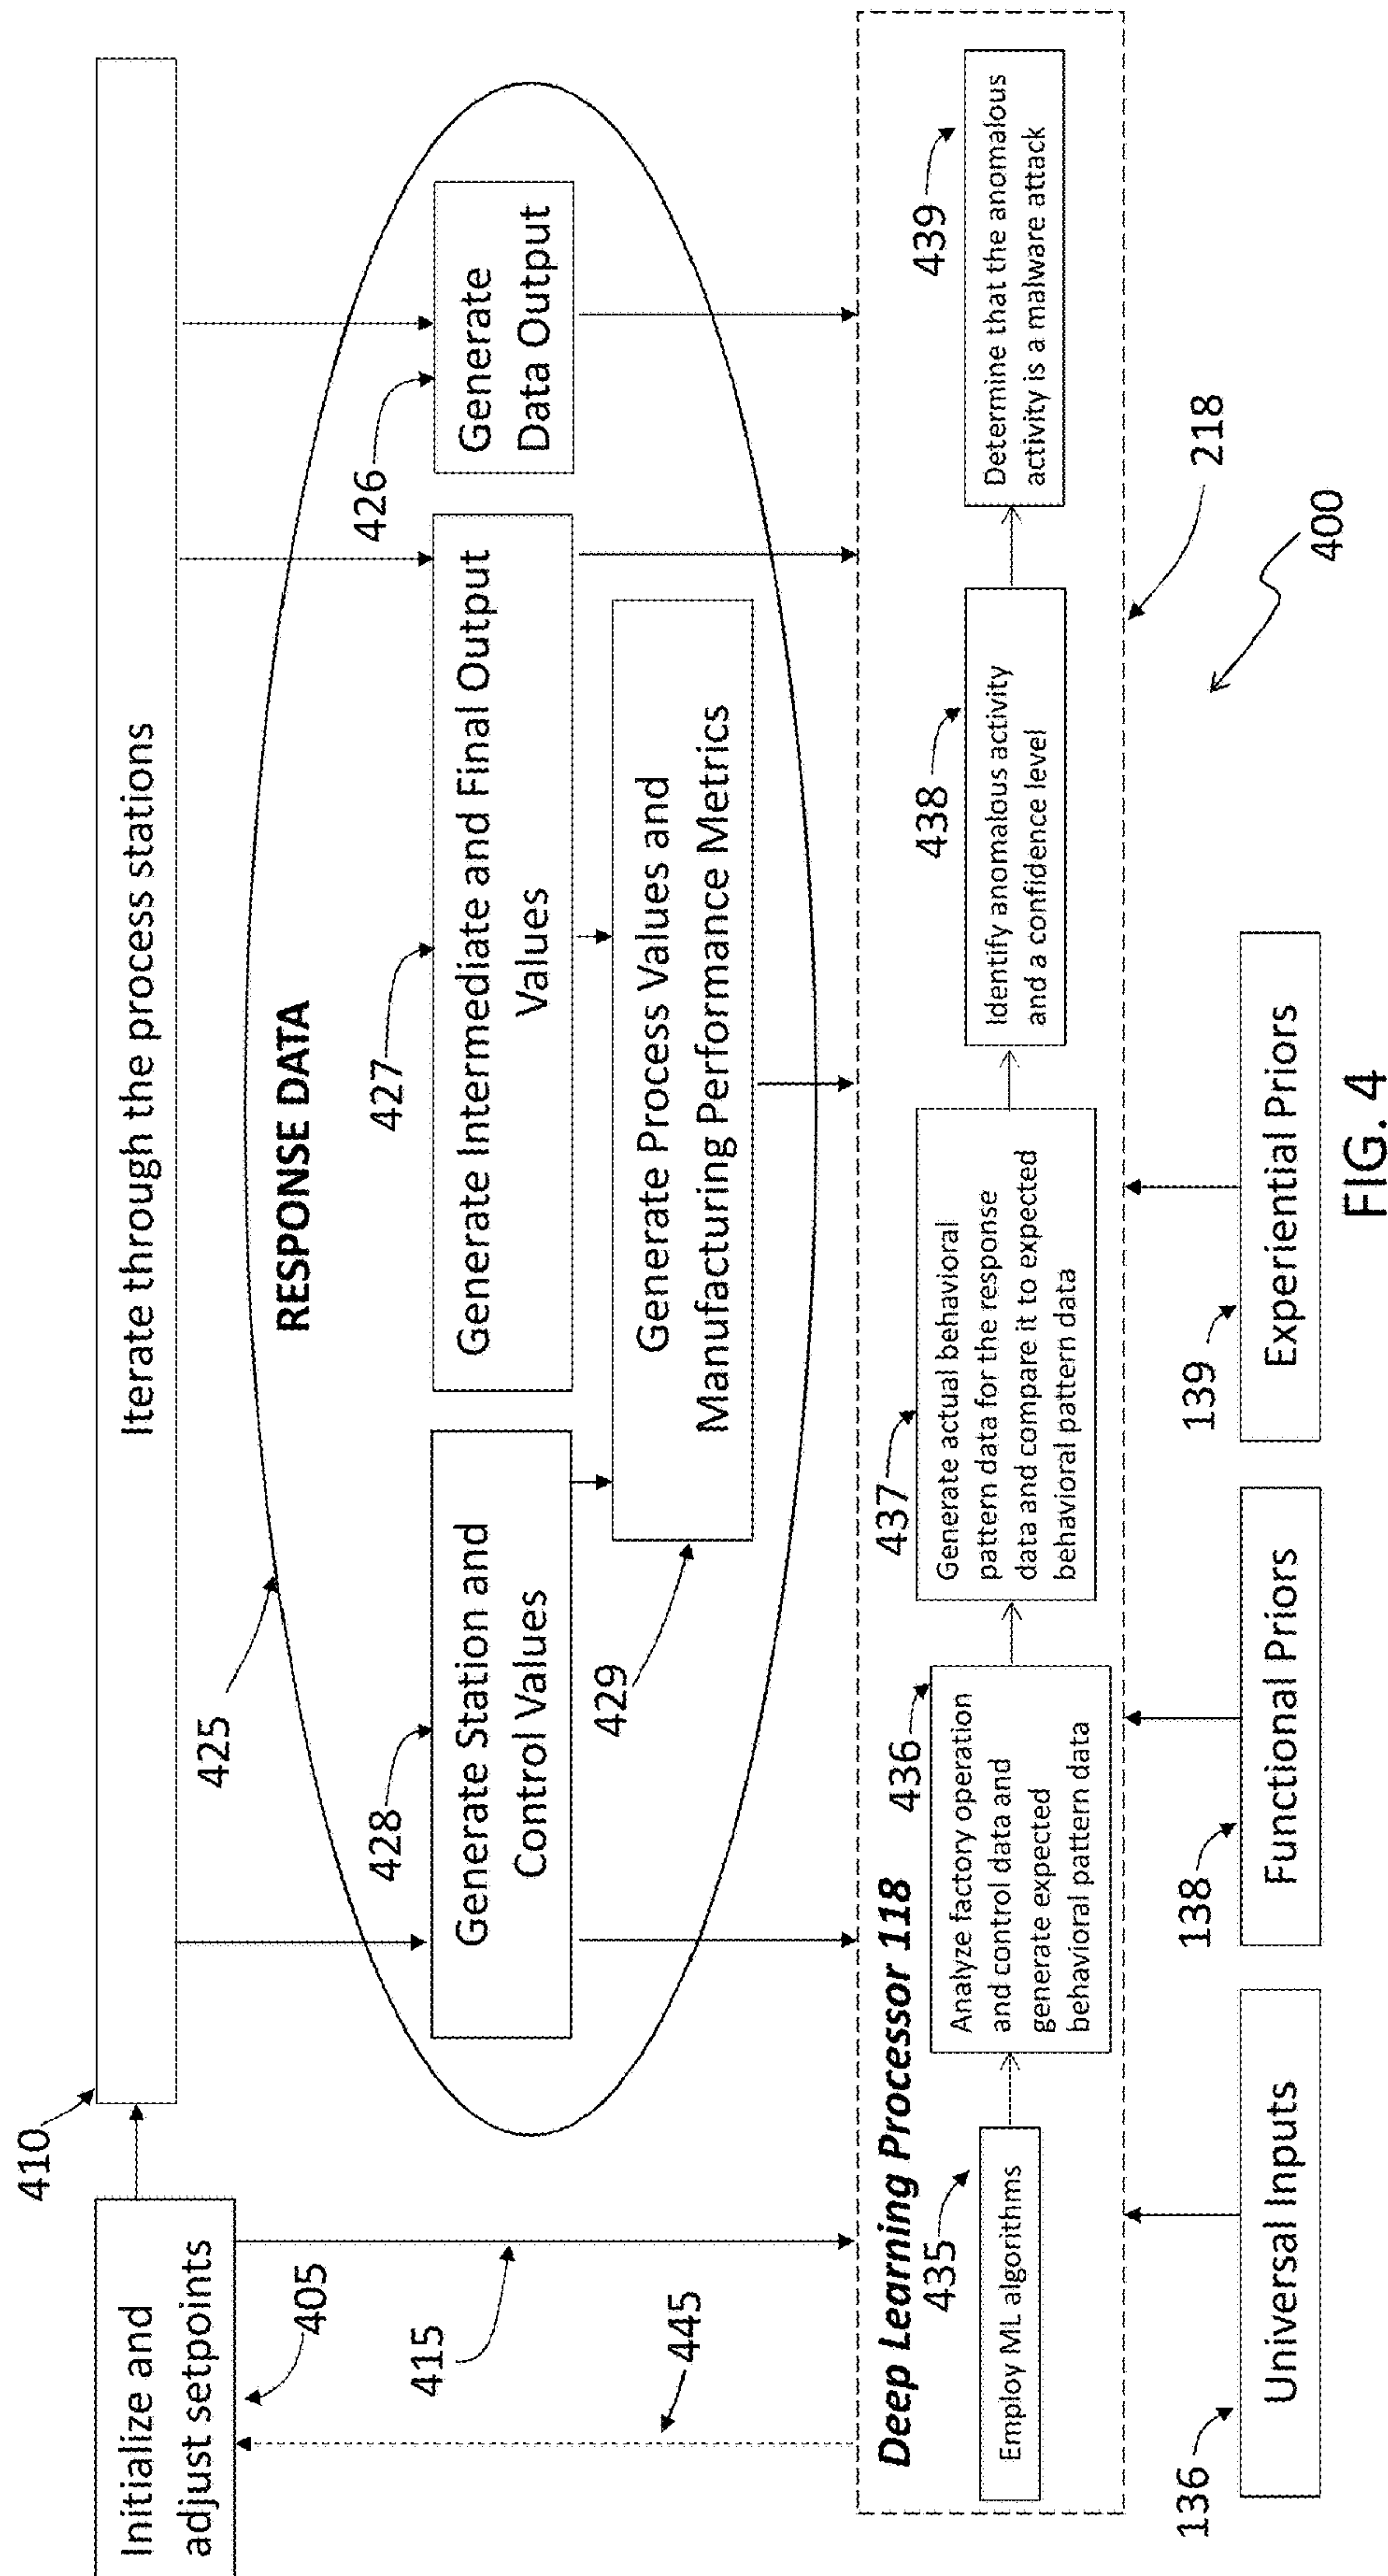 410
Initialize and
adjust setpoints
405
Iterate through the process stations
425
RESPONSE DATA
428
Generate Station and
Control Values
427
Generate Intermediate and Final Output
Values
426
Generate
Data Output
429
Generate Process Values and
Manufacturing Performance Metrics
415
445
Deep Learning Processor 118
435
Employ ML algorithms
436
Analyze factory operation
and control data and
generate expected
behavioral pattern data
437
Generate actual behavioral
pattern data for the response
data and compare it to expected
behavioral pattern data
438
Identify anomalous activity
and a confidence level
439
Determine that the anomalous
activity is a malware attack
218
136
Universal Inputs
138
Functional Priors
139
Experiential Priors
400
FIG. 4